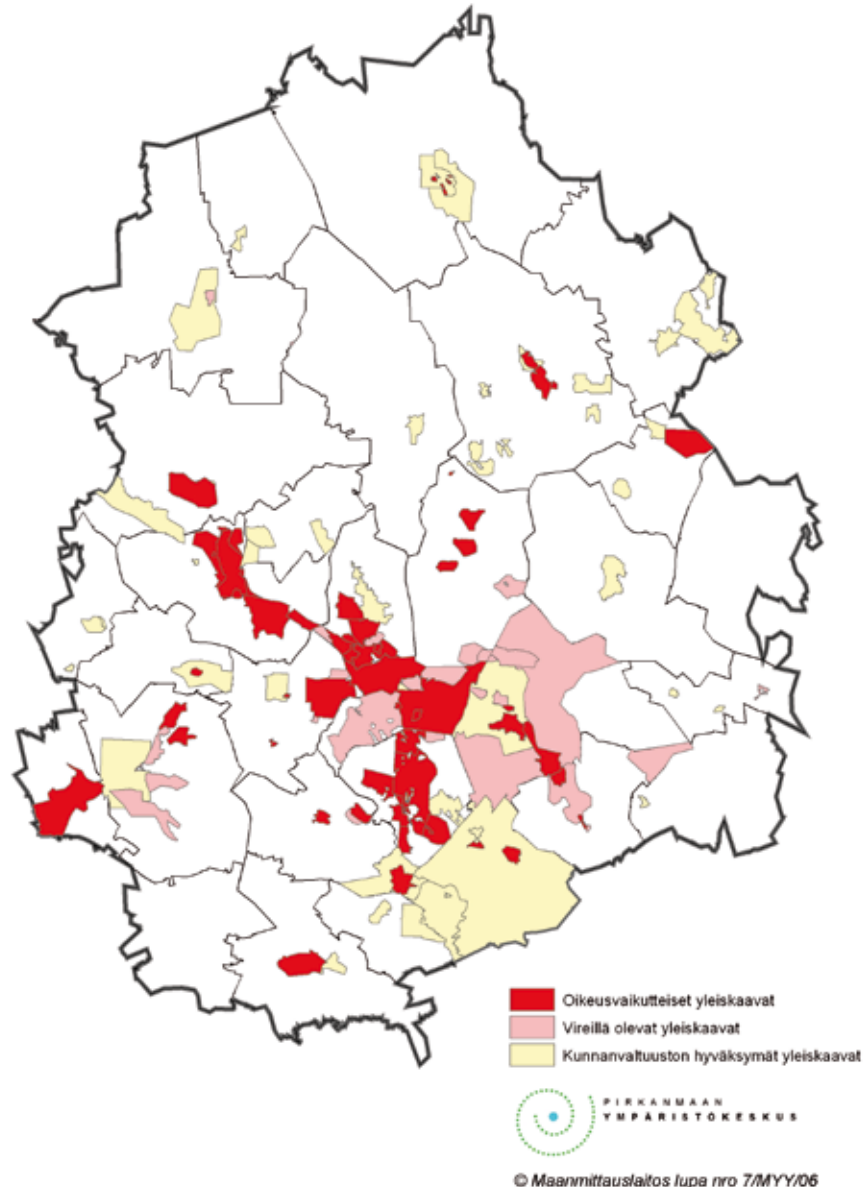 Oikeusvaikutteiset yleiskaavat
Vireillä olevat yleiskaavat
Kunnanvaltuuston hyväksymät yleiskaavat
PIRKANMAAN
YMPÄRISTÖKESKUS
© Maanmittauslaitos lupa nro 7/MYY/06